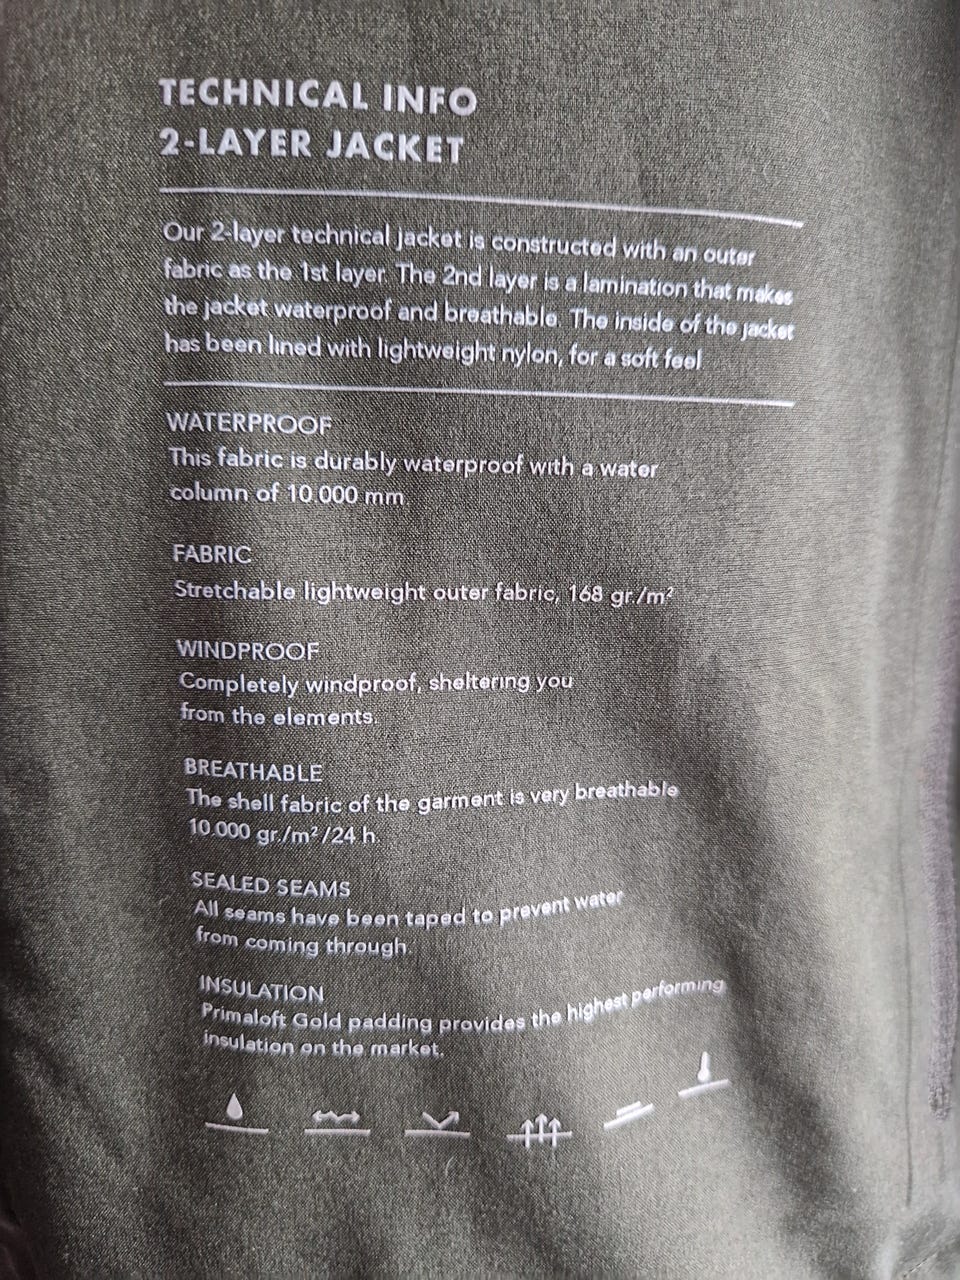 TECHNICAL INFO
2-LAYER JACKET
Our 2-layer technical jacket is constructed with an outer
fabric as the 1st layer. The 2nd layer is a lamination that makes
the jacket waterproof and breathable. The inside of the jacket
has been lined with lightweight nylon, for a soft feel
WATERPROOF
This fabric is durably waterproof with a water
column of 10.000 mm
FABRIC
Stretchable lightweight outer fabric, 168 gr./m²
WINDPROOF
Completely windproof, sheltering you
from the elements.
BREATHABLE
The shell fabric of the garment is very breathable
10.000 gr./m²/24 h.
SEALED SEAMS
All seams have been taped to prevent water
from coming through.
INSULATION
Primaloft Gold padding provides the highest performing
insulation on the market.